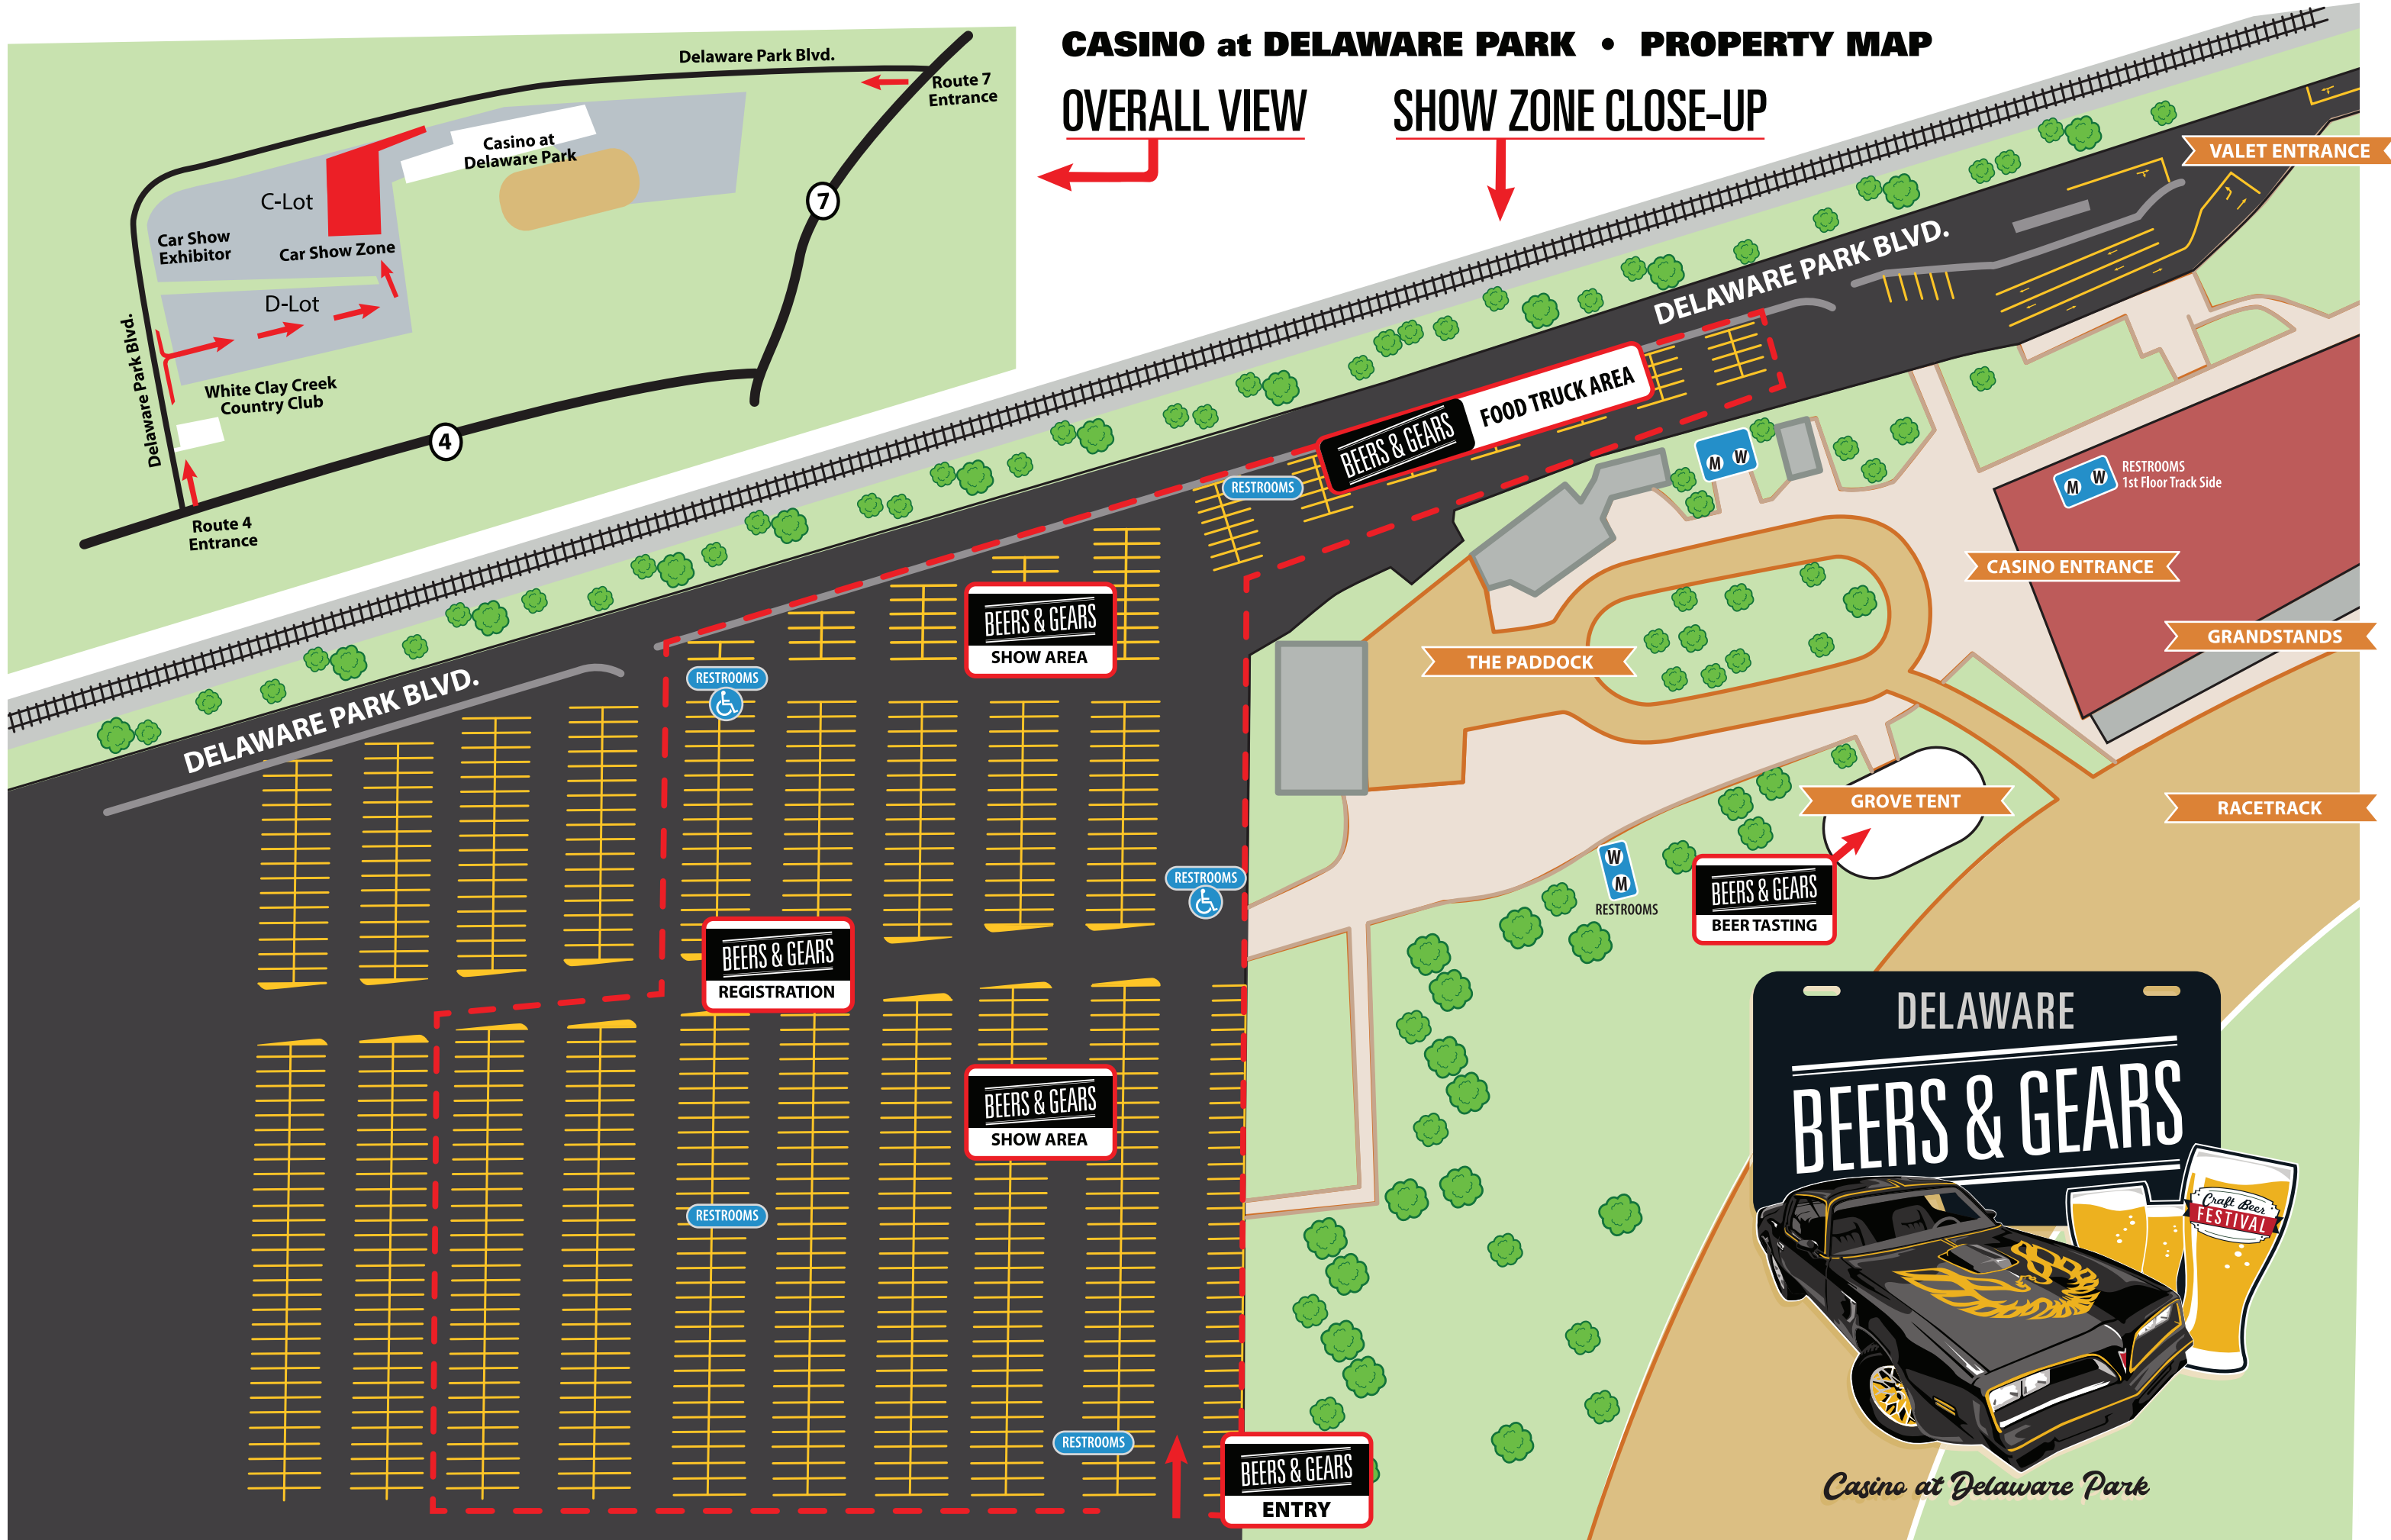 CASINO at DELAWARE PARK • PROPERTY MAP
OVERALL VIEW
SHOW ZONE CLOSE-UP
Delaware Park Blvd.
Route 7
Entrance
Casino at
Delaware Park
7
C-Lot
Car Show
Exhibitor
Car Show Zone
D-Lot
Delaware Park Blvd.
White Clay Creek
Country Club
4
Route 4
Entrance
VALET ENTRANCE
DELAWARE PARK BLVD.
BEERS & GEARS
FOOD TRUCK AREA
RESTROOMS
M W
M W
RESTROOMS
1st Floor Track Side
CASINO ENTRANCE
GRANDSTANDS
THE PADDOCK
BEERS & GEARS
SHOW AREA
RESTROOMS
DELAWARE PARK BLVD.
GROVE TENT
RACETRACK
RESTROOMS
W
M
RESTROOMS
BEERS & GEARS
BEER TASTING
BEERS & GEARS
REGISTRATION
BEERS & GEARS
SHOW AREA
RESTROOMS
RESTROOMS
BEERS & GEARS
ENTRY
DELAWARE
BEERS & GEARS
Craft Beer
FESTIVAL
Casino at Delaware Park